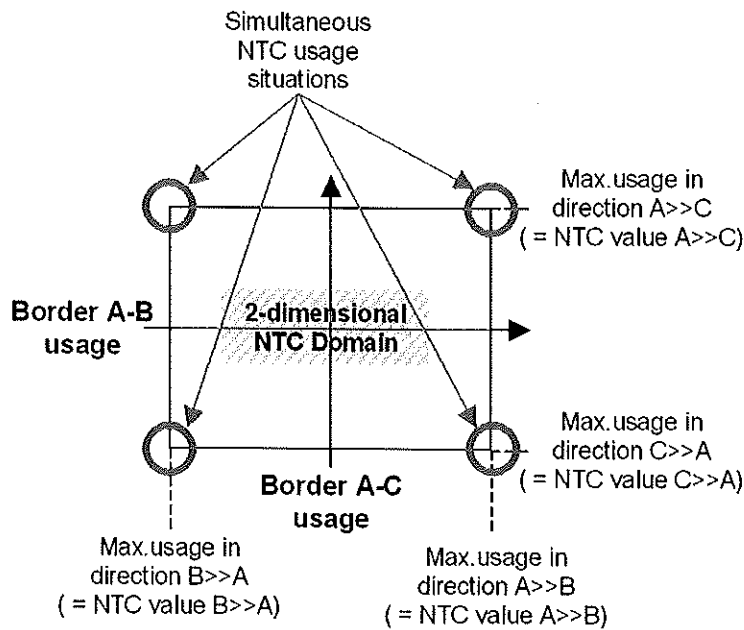 Simultaneous
NTC usage
situations
Max.usage in
direction A>>C
( = NTC value A>>C)
Border A-B
usage
2-dimensional
NTC Domain
Max.usage in
direction C>>A
( = NTC value C>>A)
Border A-C
usage
Max.usage in
direction B>>A
( = NTC value B>>A)
Max.usage in
direction A>>B
( = NTC value A>>B)